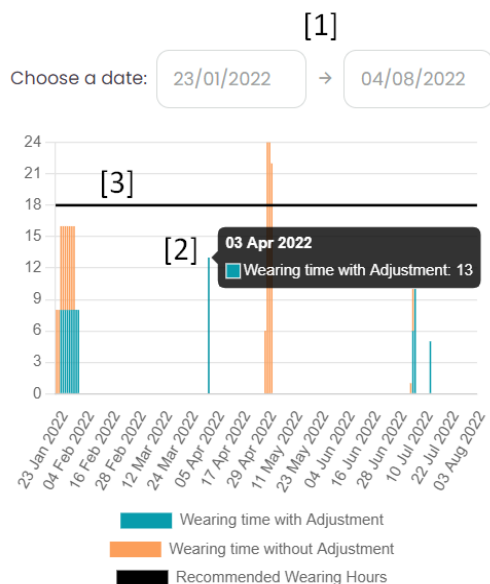 [1]
Choose a date: 23/01/2022 → 04/08/2022
24
21
[3]
18
15
[2]
03 Apr 2022
Wearing time with Adjustment: 13
12
9
6
3
0
23 Jan 2022
04 Feb 2022
16 Feb 2022
28 Feb 2022
12 Mar 2022
24 Mar 2022
05 Apr 2022
17 Apr 2022
29 Apr 2022
11 May 2022
23 May 2022
04 Jun 2022
16 Jun 2022
28 Jun 2022
10 Jul 2022
22 Jul 2022
03 Aug 2022
Wearing time with Adjustment
Wearing time without Adjustment
Recommended Wearing Hours